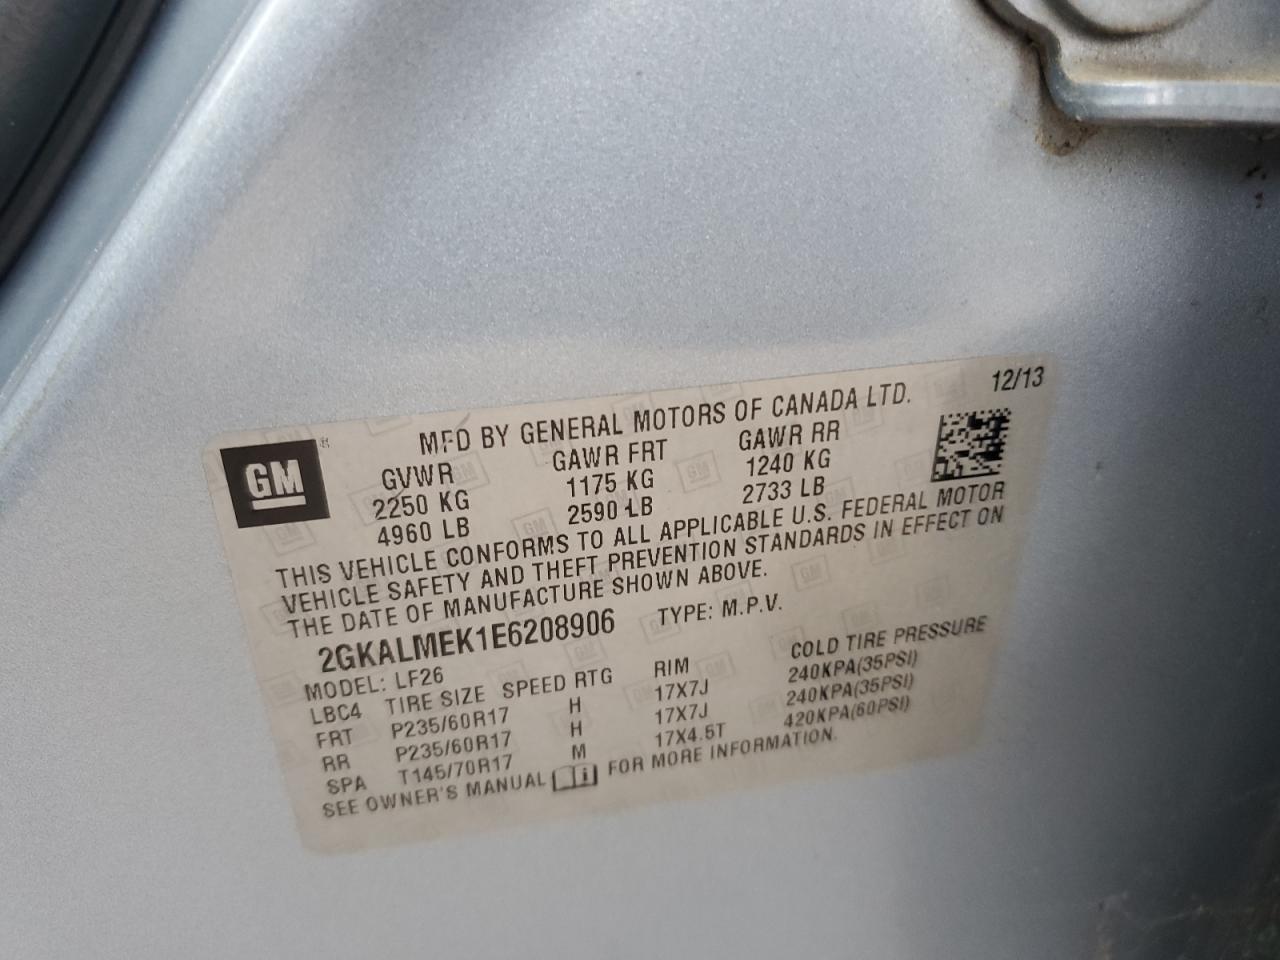 12/13
MFD BY GENERAL MOTORS OF CANADA LTD.
GM
®
GVWR GAWR FRT GAWR RR
2250 KG 1175 KG 1240 KG
4960 LB 2590 LB 2733 LB
THIS VEHICLE CONFORMS TO ALL APPLICABLE U.S. FEDERAL MOTOR
VEHICLE SAFETY AND THEFT PREVENTION STANDARDS IN EFFECT ON
THE DATE OF MANUFACTURE SHOWN ABOVE.
2GKALMEK1E6208906 TYPE: M.P.V.
MODEL: LF26
LBC4 TIRE SIZE SPEED RTG RIM COLD TIRE PRESSURE
FRT P235/60R17 H 17X7J 240KPA(35PSI)
RR P235/60R17 H 17X7J 240KPA(35PSI)
SPA T145/70R17 M 17X4.5T 420KPA(60PSI)
SEE OWNER'S MANUAL FOR MORE INFORMATION.